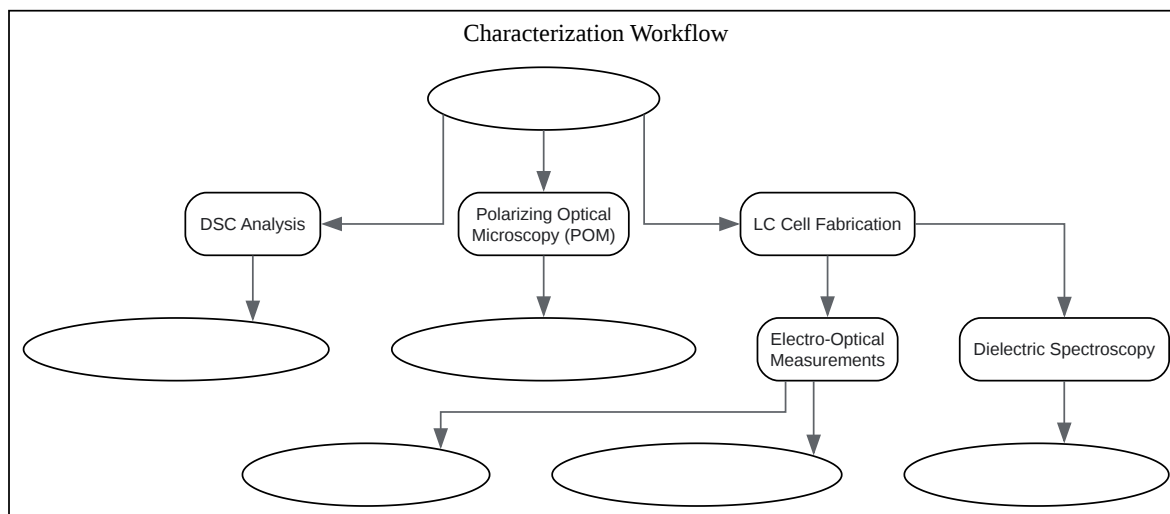 Characterization Workflow
DSC Analysis
Polarizing Optical
Microscopy (POM)
LC Cell Fabrication
Electro-Optical
Measurements
Dielectric Spectroscopy